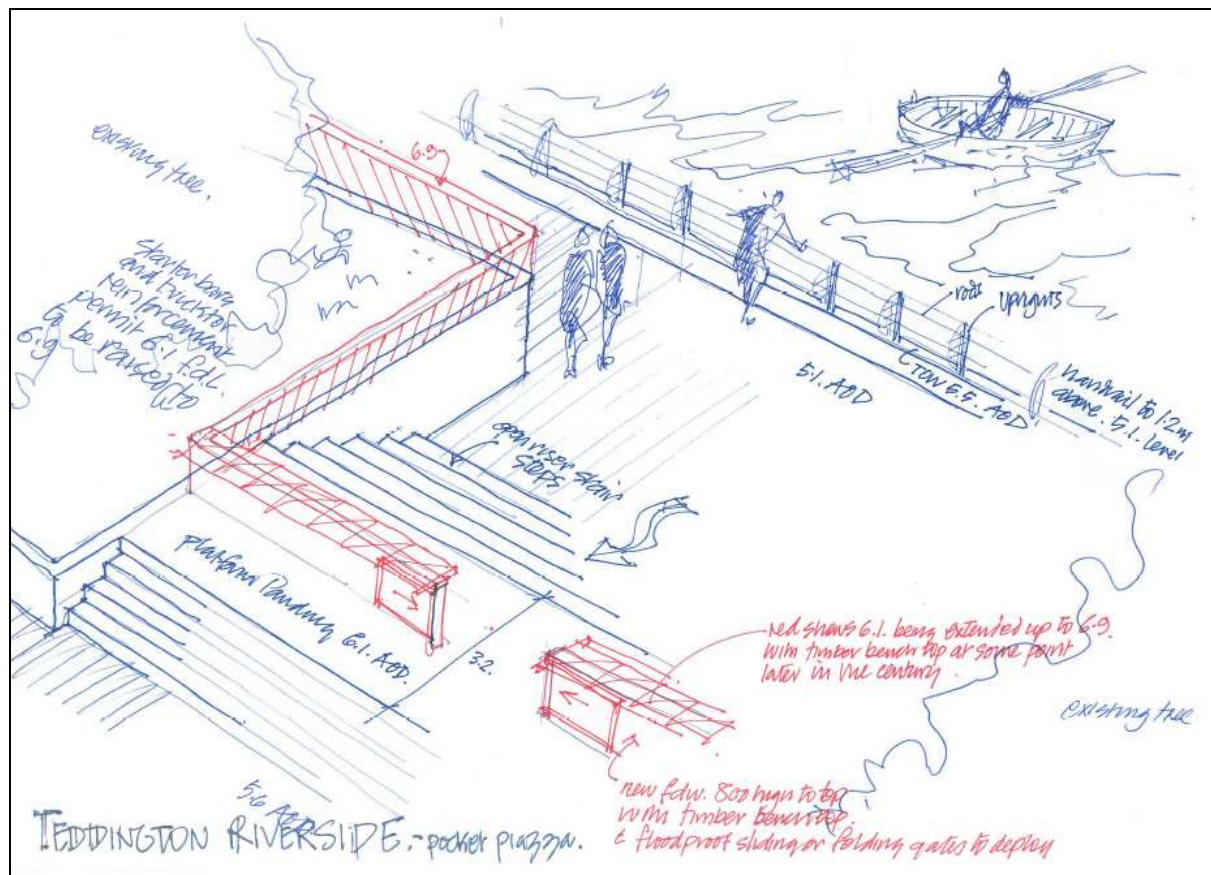 existing tree.
6.9
Starter bars
and truckstor
reinforcement
permit 6.1 f.d.l.
to be raised to
6.9
rods
uprights
5.1. AOD
TOW 5.5. AOD
handrail to 1.2m
above. 5.1. level
open riser stair
steps
platform landing 6.1. AOD.
3.2.
red shows 6.1. being extended up to 6.9.
with timber bench top at some point
later in the century.
existing tree
new f.d.w. 800 high to top
with timber bench top.
& floodproof sliding or folding gates to deploy
5.6 AOD
TEDDINGTON RIVERSIDE.- pocket piazza.